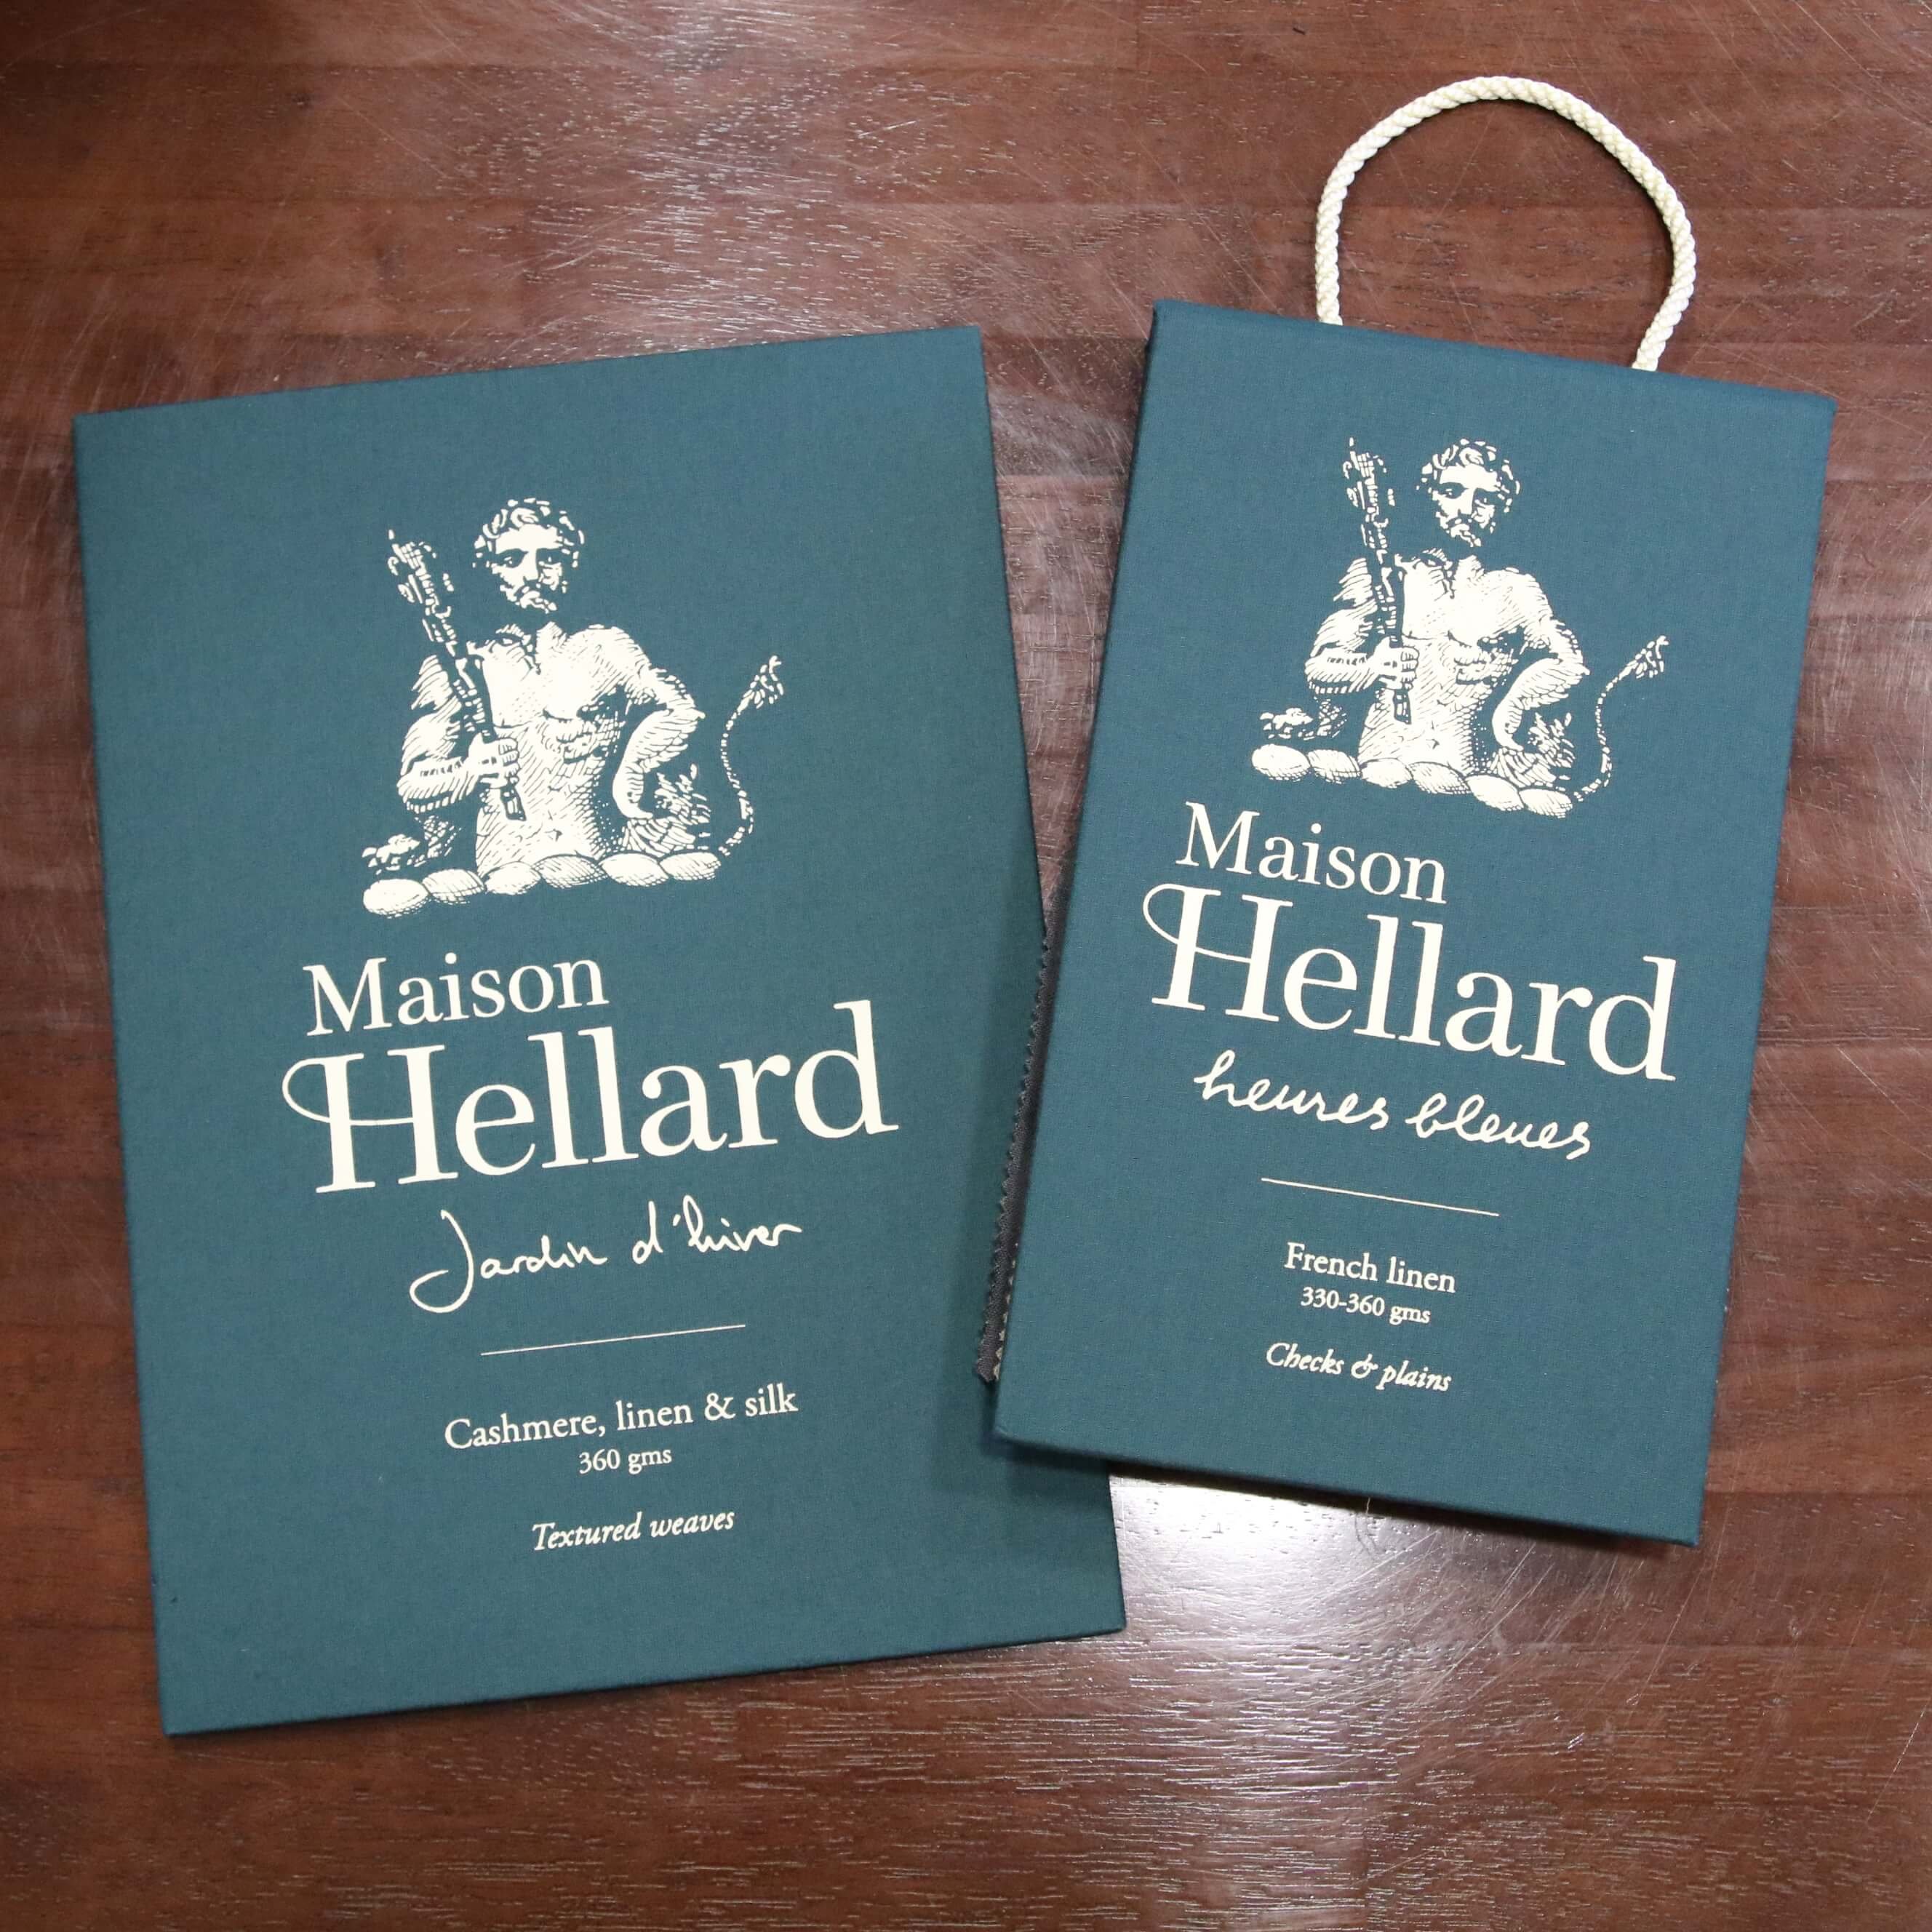 Maison
Hellard
Jardin d'hiver
Cashmere, linen & silk
360 gms
Textured weaves
Maison
Hellard
heures bleues
French linen
330-360 gms
Checks & plains